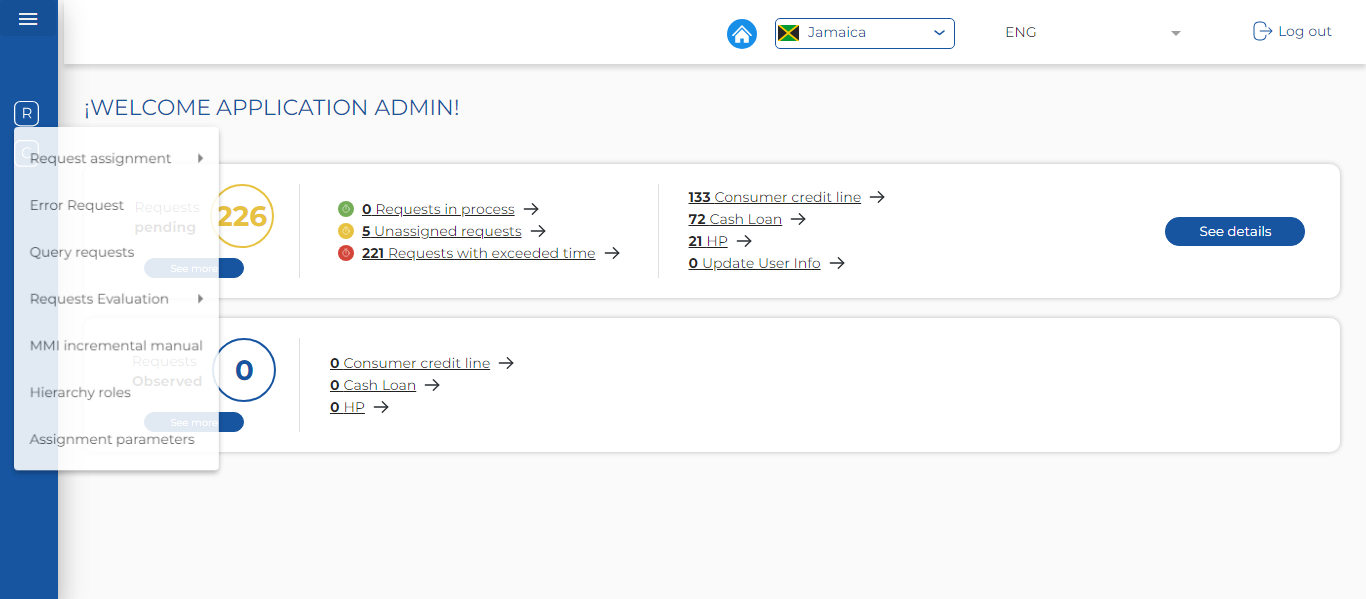 Jamaica
ENG
Log out
¡WELCOME APPLICATION ADMIN!
R
C
Request assignment
Error Request
Query requests
Requests Evaluation
MMI incremental manual
Hierarchy roles
Assignment parameters
Requests
pending
226
See more
0 Requests in process
5 Unassigned requests
221 Requests with exceeded time
133 Consumer credit line
72 Cash Loan
21 HP
0 Update User Info
See details
Requests
Observed
0
See more
0 Consumer credit line
0 Cash Loan
0 HP